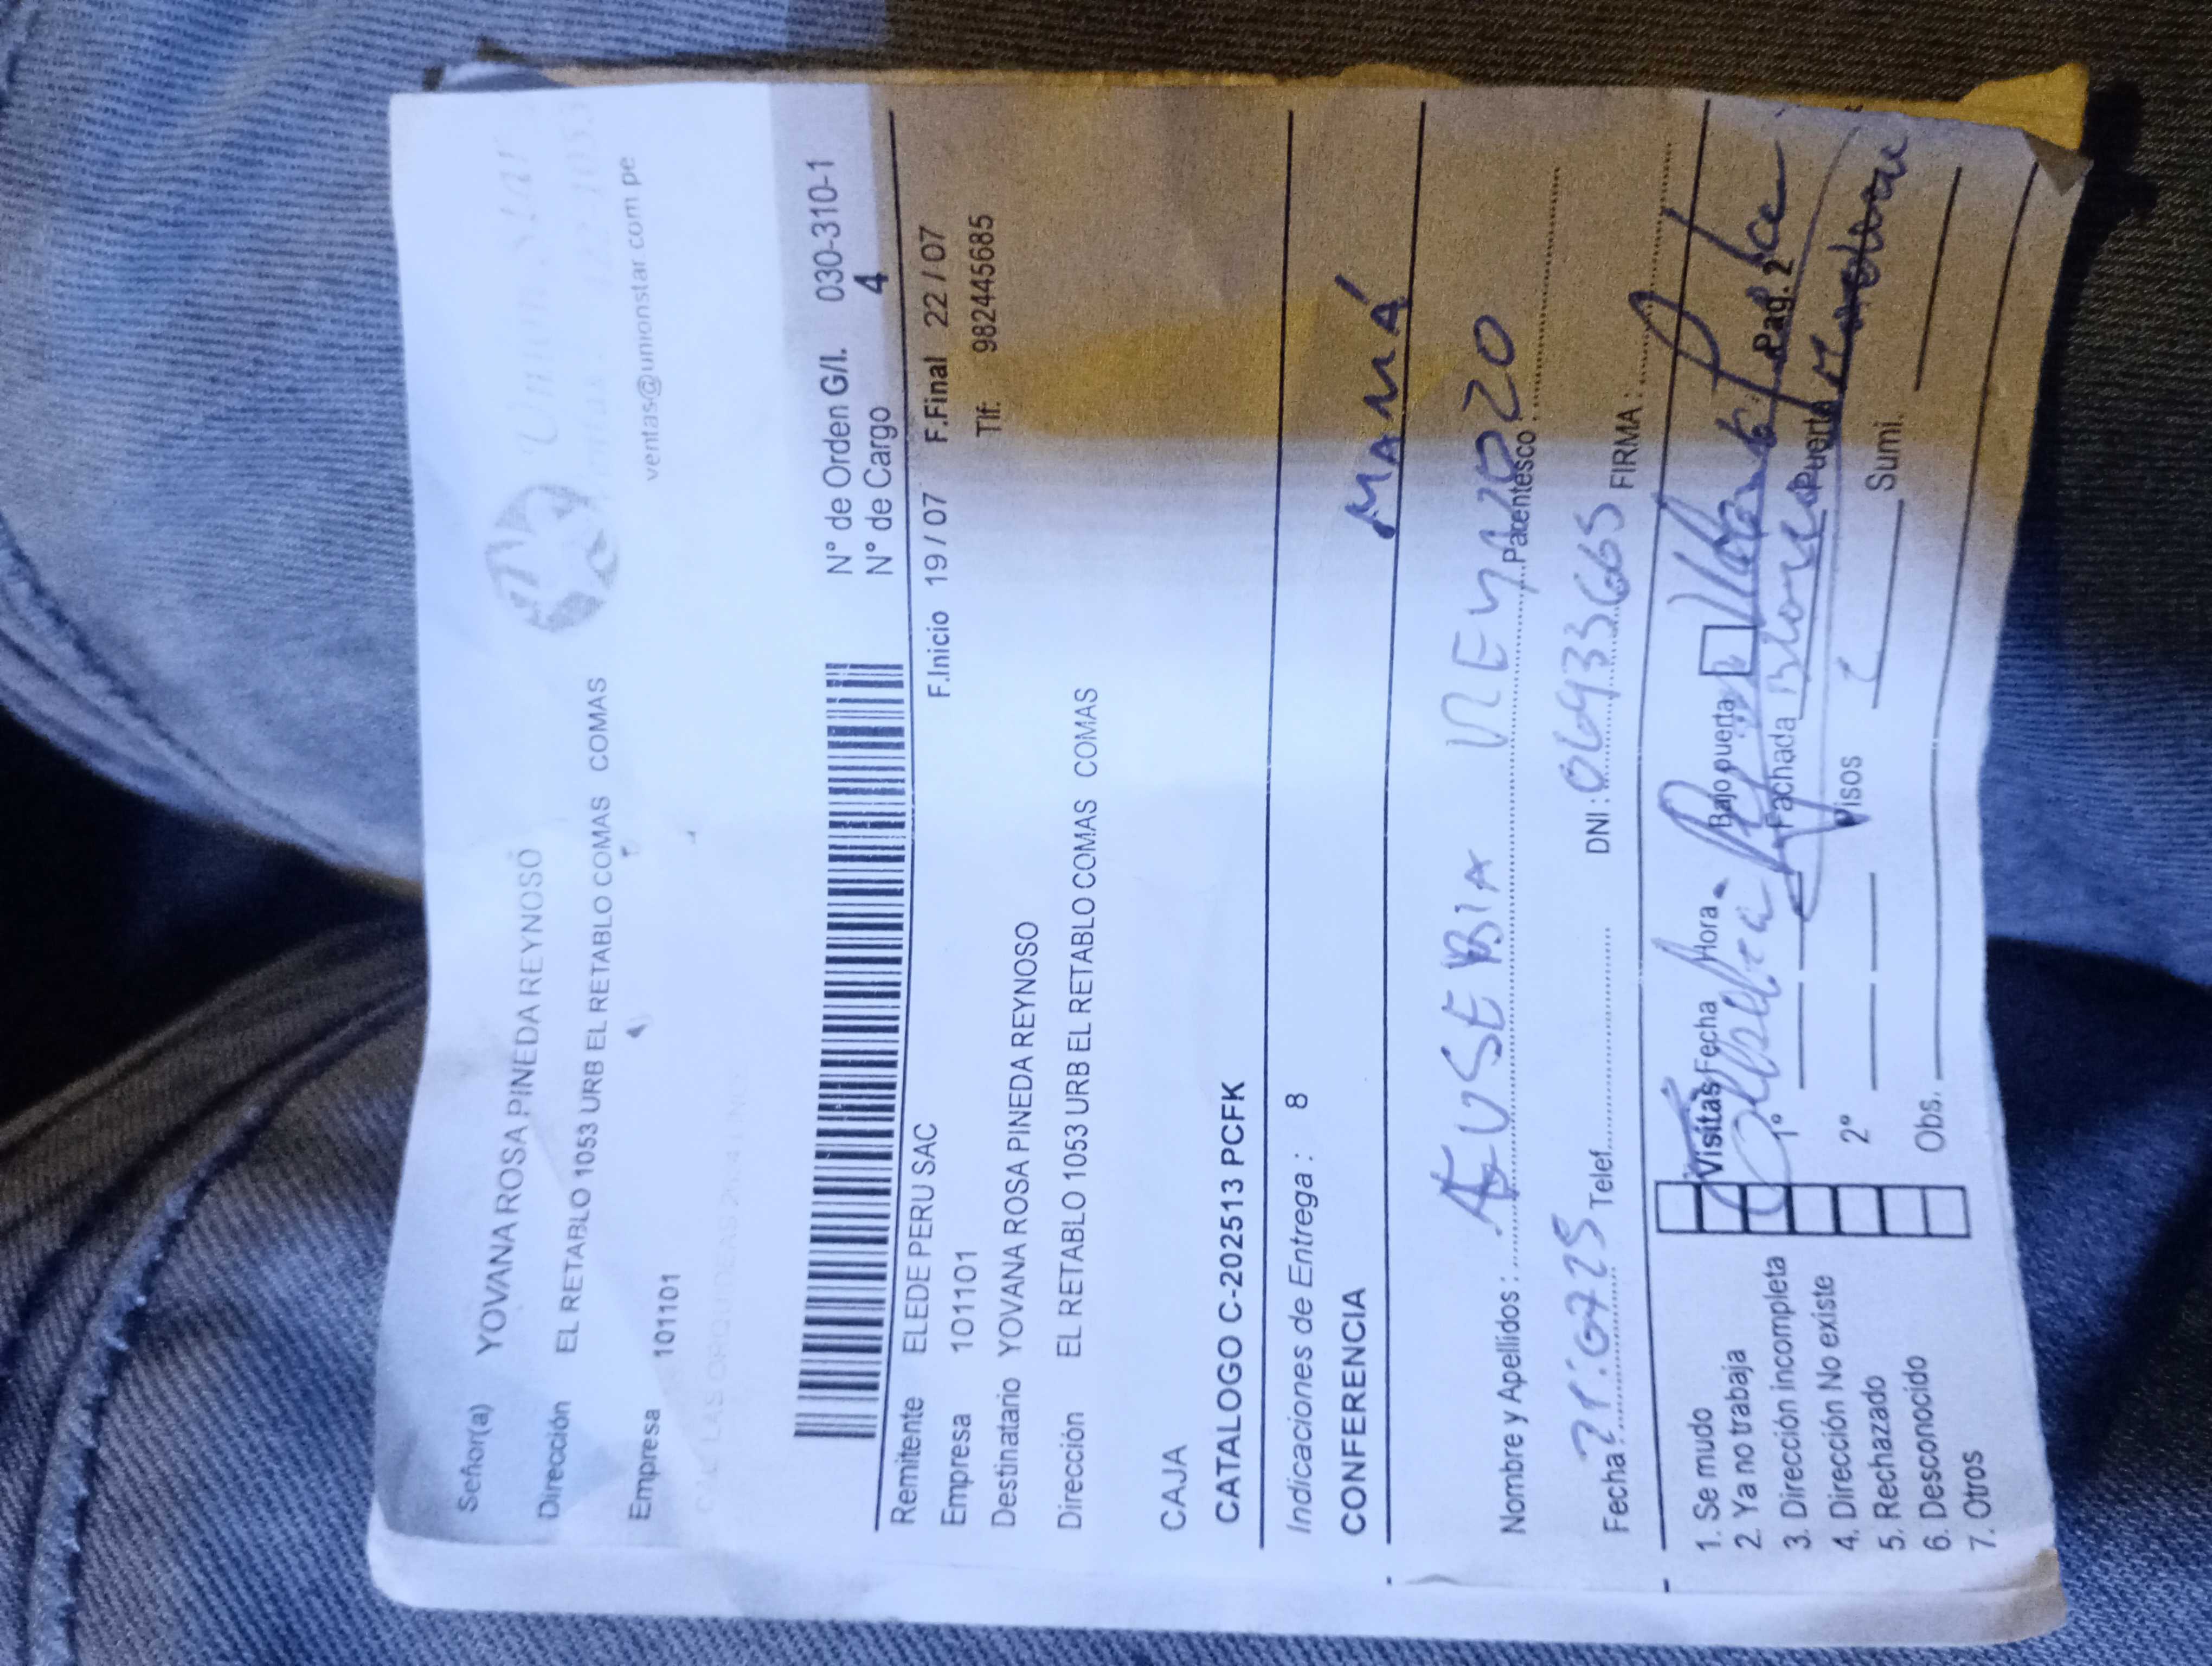 Señor(a) YOVANA ROSA PINEDA REYNOSO
Dirección EL RETABLO 1053 URB EL RETABLO COMAS COMAS
Empresa 101101
Union Star
ventas@unionstar.com.pe
N° de Orden G/I. 030-310-1
N° de Cargo 4
Remitente ELEDE PERU SAC
F.Inicio 19 / 07 F.Final 22 / 07
Empresa 101101
Tlf: 982445685
Destinatario YOVANA ROSA PINEDA REYNOSO
Dirección EL RETABLO 1053 URB EL RETABLO COMAS COMAS
CAJA
CATALOGO C-202513 PCFK
Indicaciones de Entrega : 8
CONFERENCIA
MAMÁ
Nombre y Apellidos : EUSEBIA Parentesco :
Fecha : 21.07.25 Telef. DNI : 06933665 FIRMA :
1. Se mudo
2. Ya no trabaja
3. Dirección incompleta
4. Dirección No existe
5. Rechazado
6. Desconocido
7. Otros
Visitas Fecha Hora Bajo puerta
1° Fachada Blanca Puerta
Pag. 2
2° Pisos Sumi.
Obs.